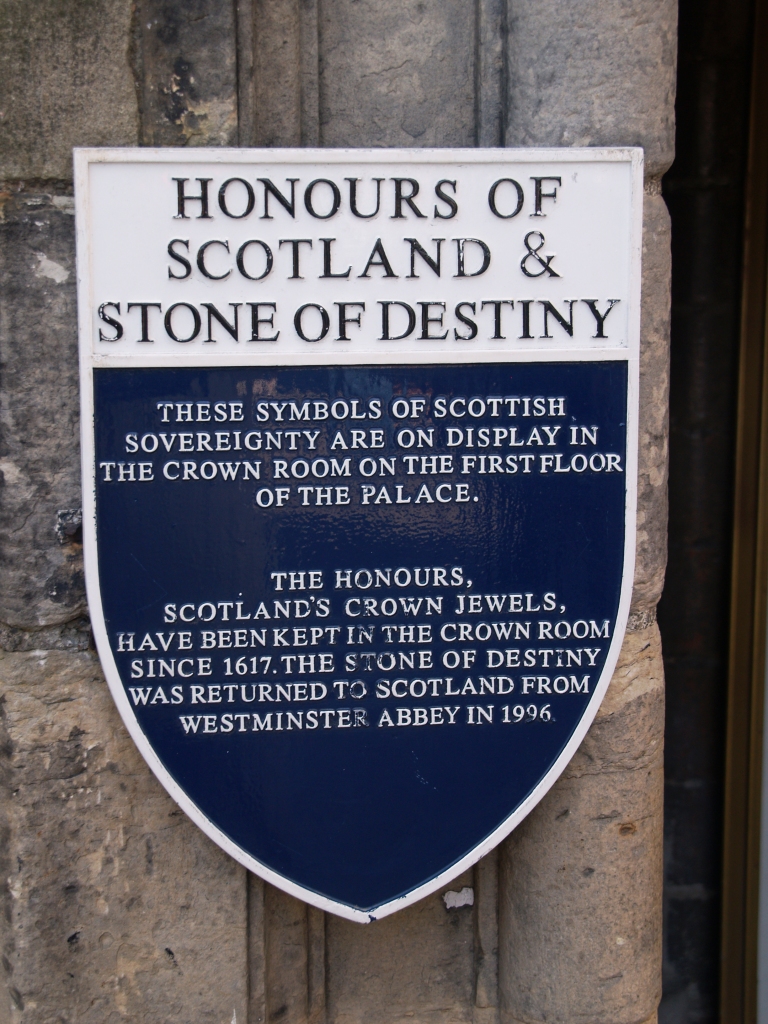 HONOURS OF
SCOTLAND &
STONE OF DESTINY
THESE SYMBOLS OF SCOTTISH
SOVEREIGNTY ARE ON DISPLAY IN
THE CROWN ROOM ON THE FIRST FLOOR
OF THE PALACE.
THE HONOURS,
SCOTLAND'S CROWN JEWELS,
HAVE BEEN KEPT IN THE CROWN ROOM
SINCE 1617. THE STONE OF DESTINY
WAS RETURNED TO SCOTLAND FROM
WESTMINSTER ABBEY IN 1996.